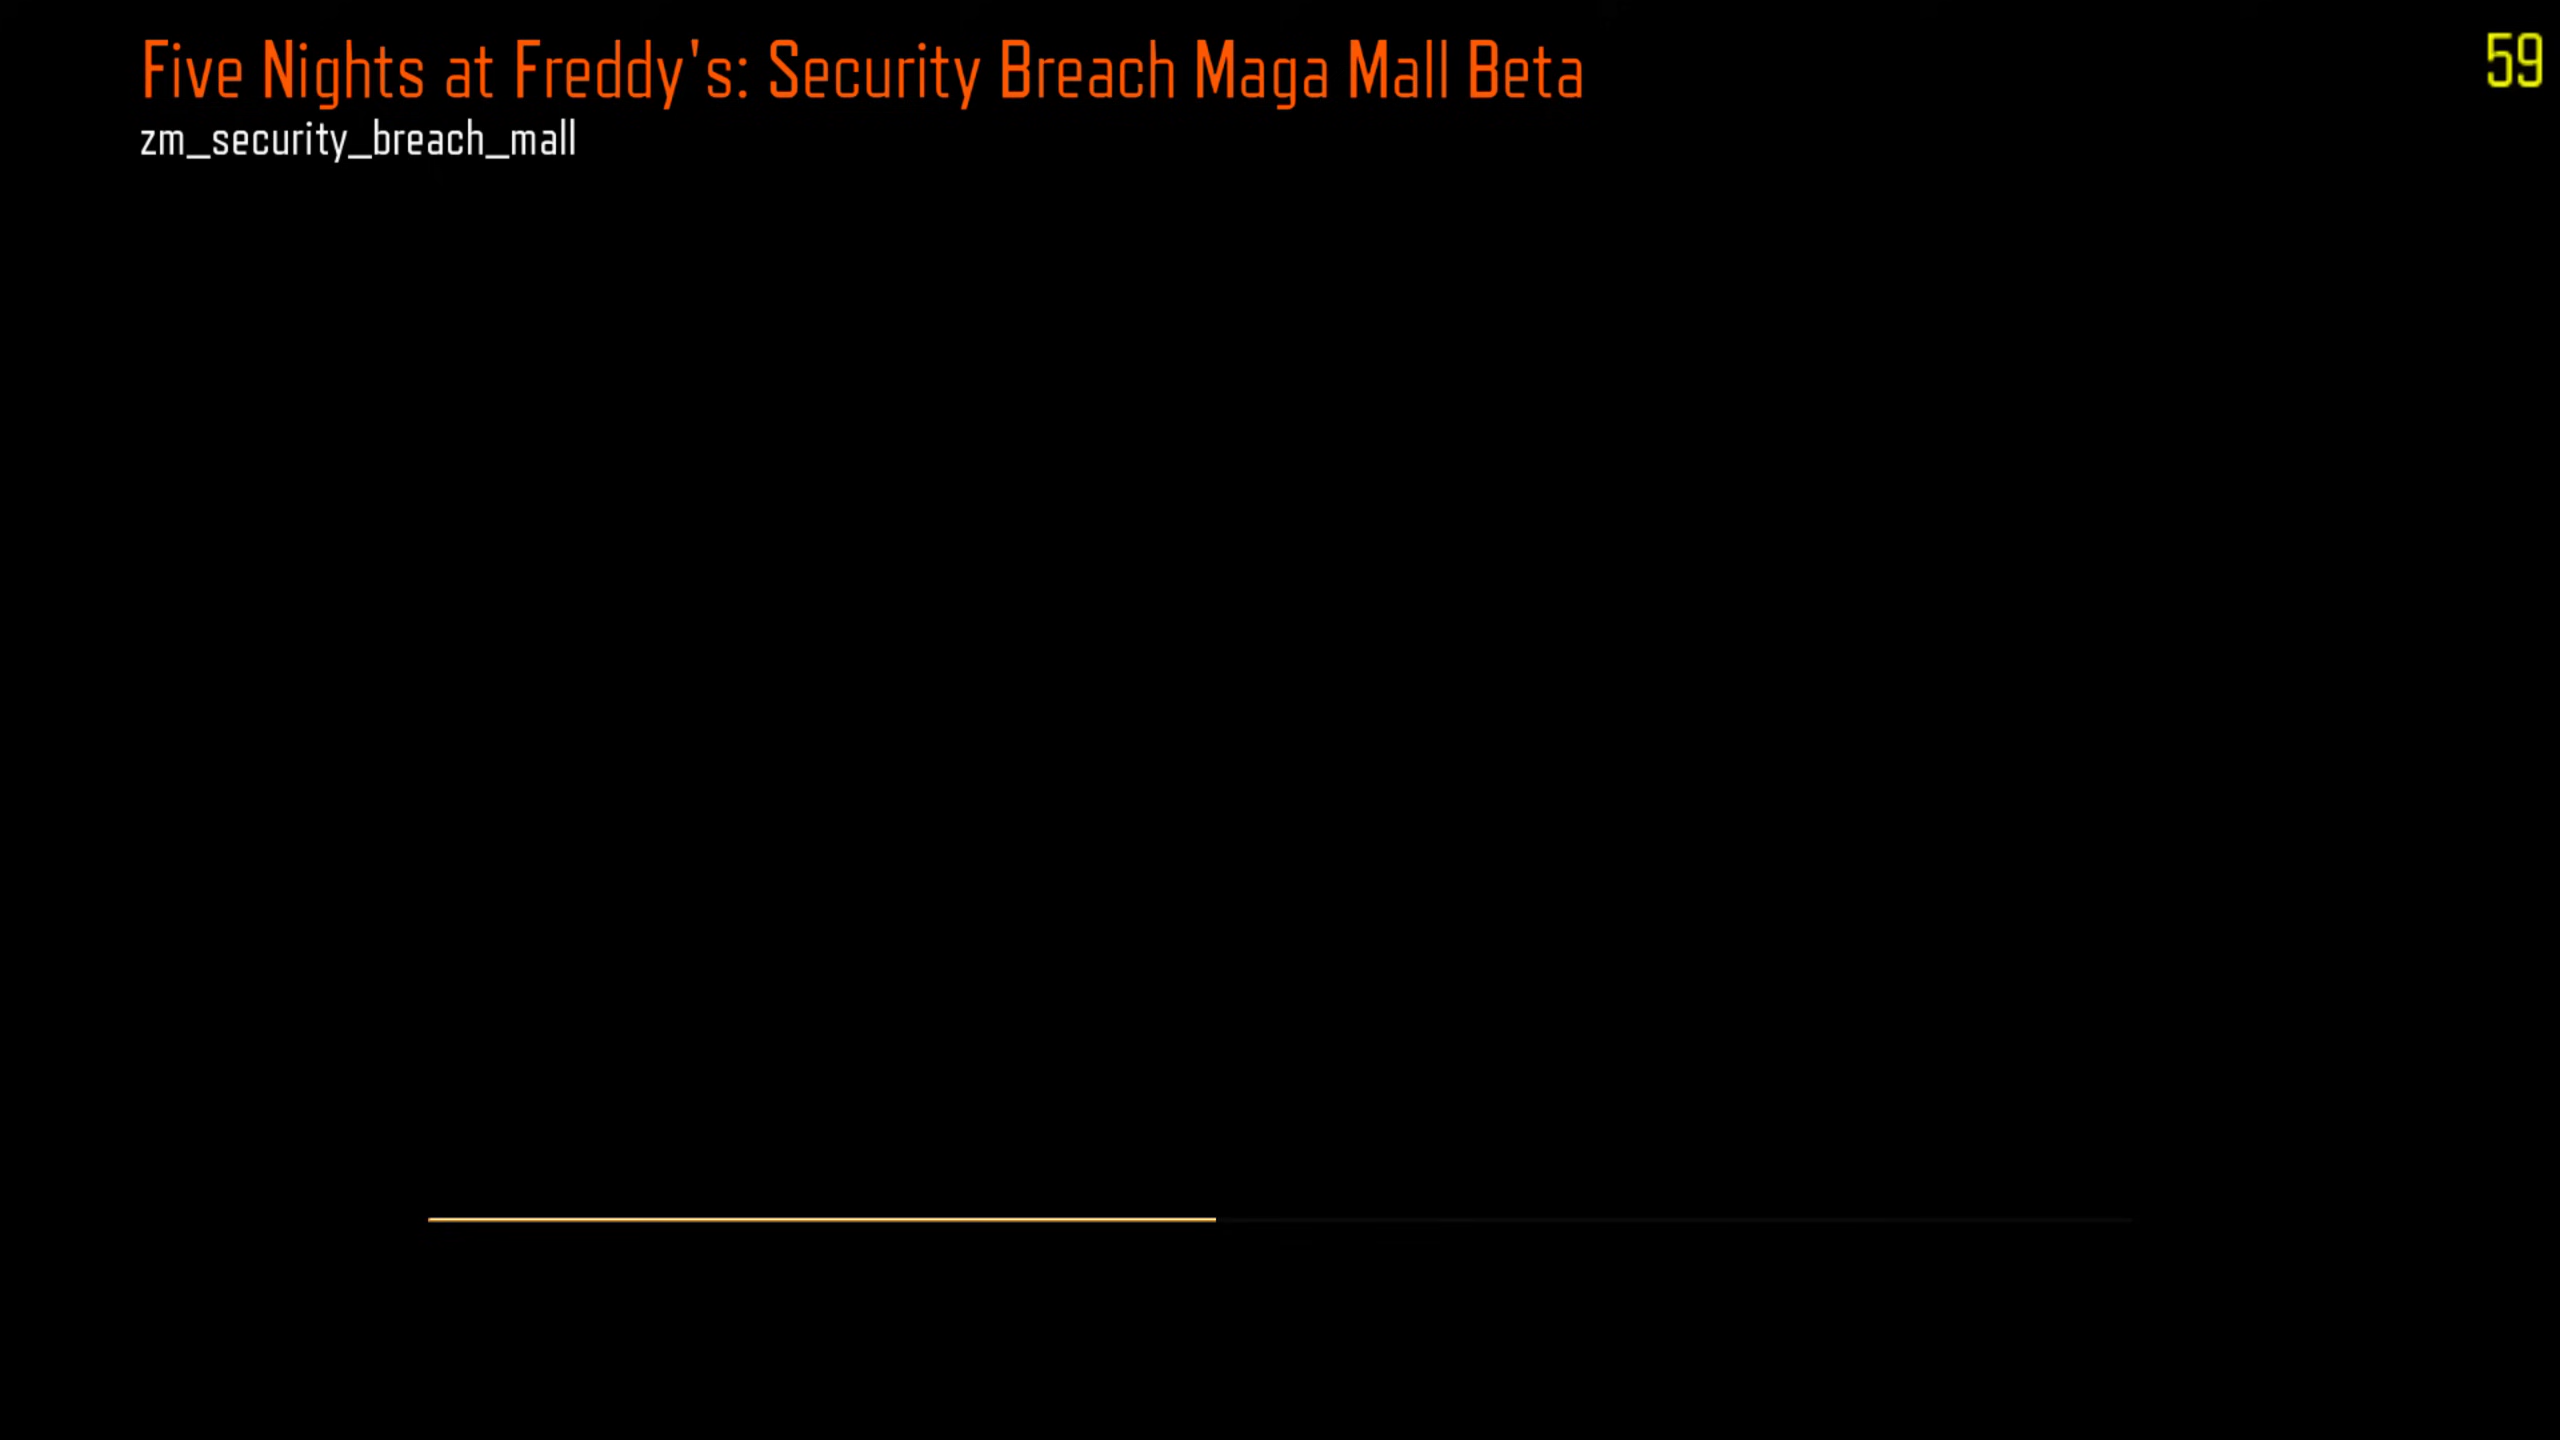 Five Nights at Freddy's: Security Breach Maga Mall Beta
59
zm_security_breach_mall